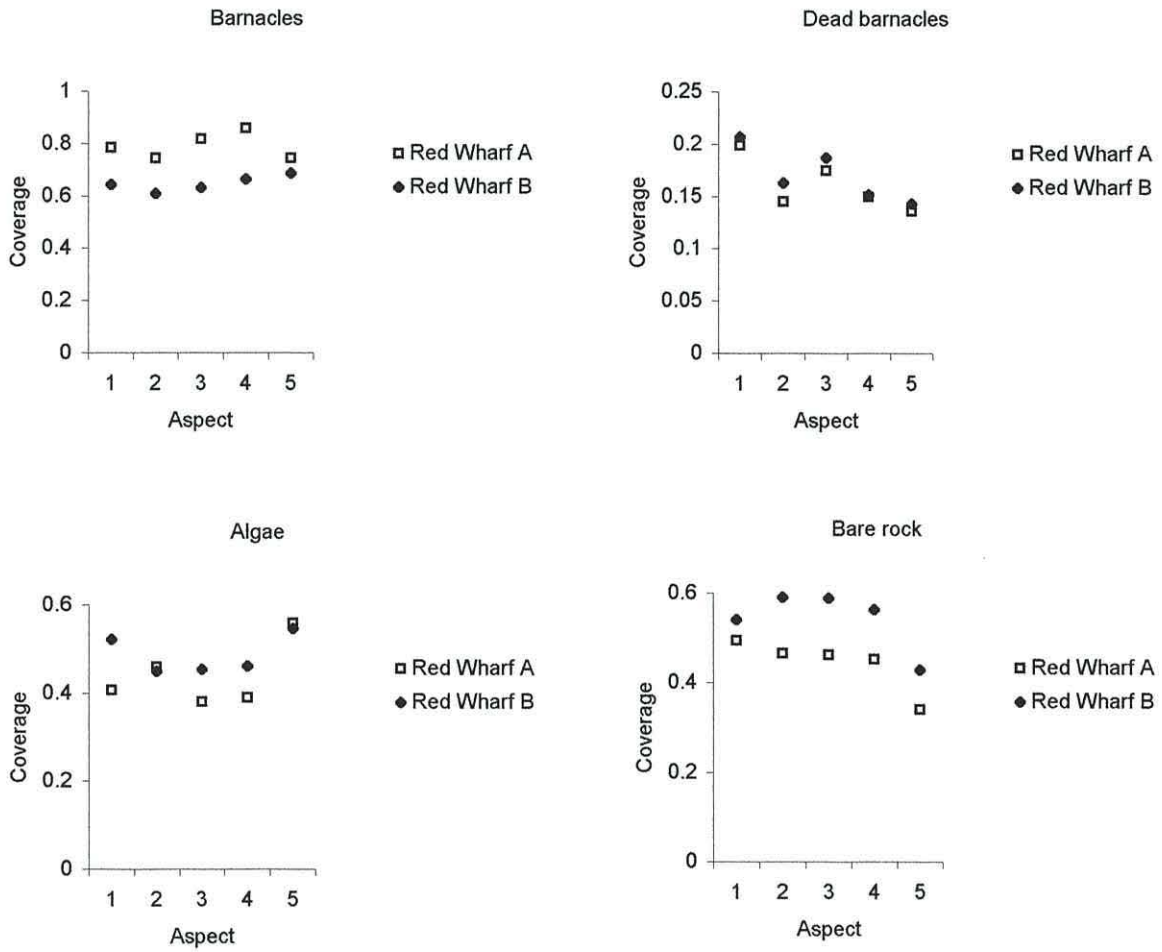 Barnacles
1
0.8
0.6
0.4
0.2
0
Coverage
1 2 3 4 5
Aspect
Red Wharf A
Red Wharf B
Dead barnacles
0.25
0.2
0.15
0.1
0.05
0
Coverage
1 2 3 4 5
Aspect
Red Wharf A
Red Wharf B
Algae
0.6
0.4
0.2
0
Coverage
1 2 3 4 5
Aspect
Red Wharf A
Red Wharf B
Bare rock
0.6
0.4
0.2
0
Coverage
1 2 3 4 5
Aspect
Red Wharf A
Red Wharf B